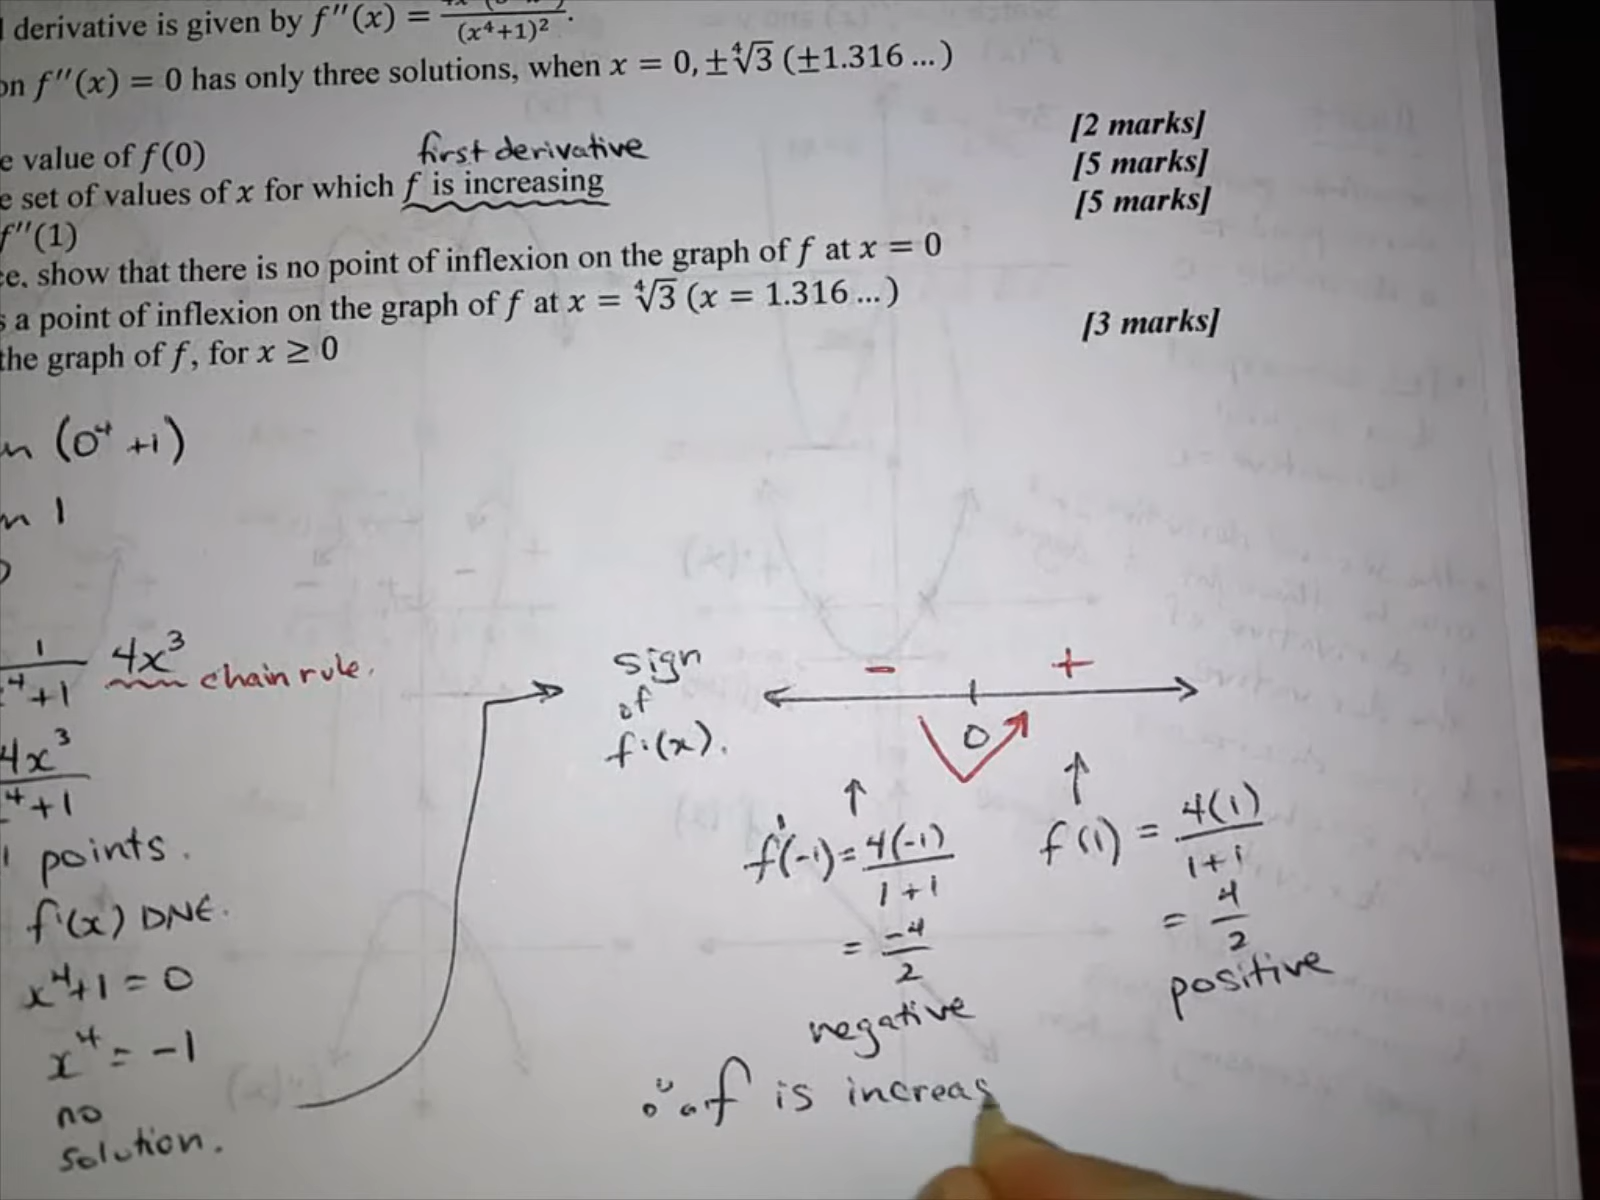 derivative is given by f''(x) = / (x⁴+1)².
on f''(x) = 0 has only three solutions, when x = 0, ±∜3 (±1.316 ...)
[2 marks]
e value of f(0)
first derivative
[5 marks]
e set of values of x for which f is increasing
[5 marks]
f''(1)
ce, show that there is no point of inflexion on the graph of f at x = 0
s a point of inflexion on the graph of f at x = ∜3 (x = 1.316 ...)
[3 marks]
the graph of f, for x ≥ 0
n (0⁴ +1)
n 1
1/⁴+1 4x³ chain rule.
4x³/⁴+1
points.
f'(x) DNE.
x⁴+1 = 0
x⁴ = -1
no
solution.
sign
of
f'(x).
- +
0
f'(-1) = 4(-1)/1+1
= -4/2
negative
f(1) = 4(1)/1+1
= 4/2
positive
∴ f is increas